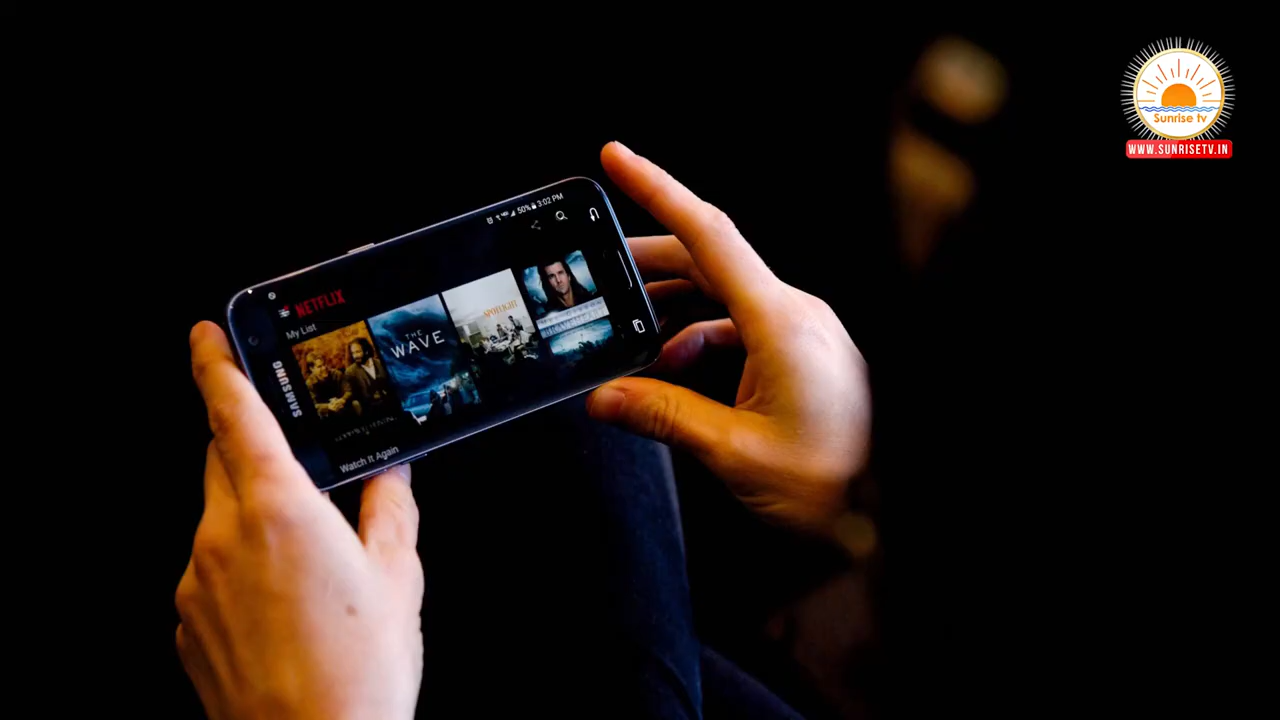 Sunrise tv
WWW.SUNRISETV.IN
50% 3:02 PM
NETFLIX
My List
THE
WAVE
SPOTLIGHT
SAMSUNG
Watch It Again